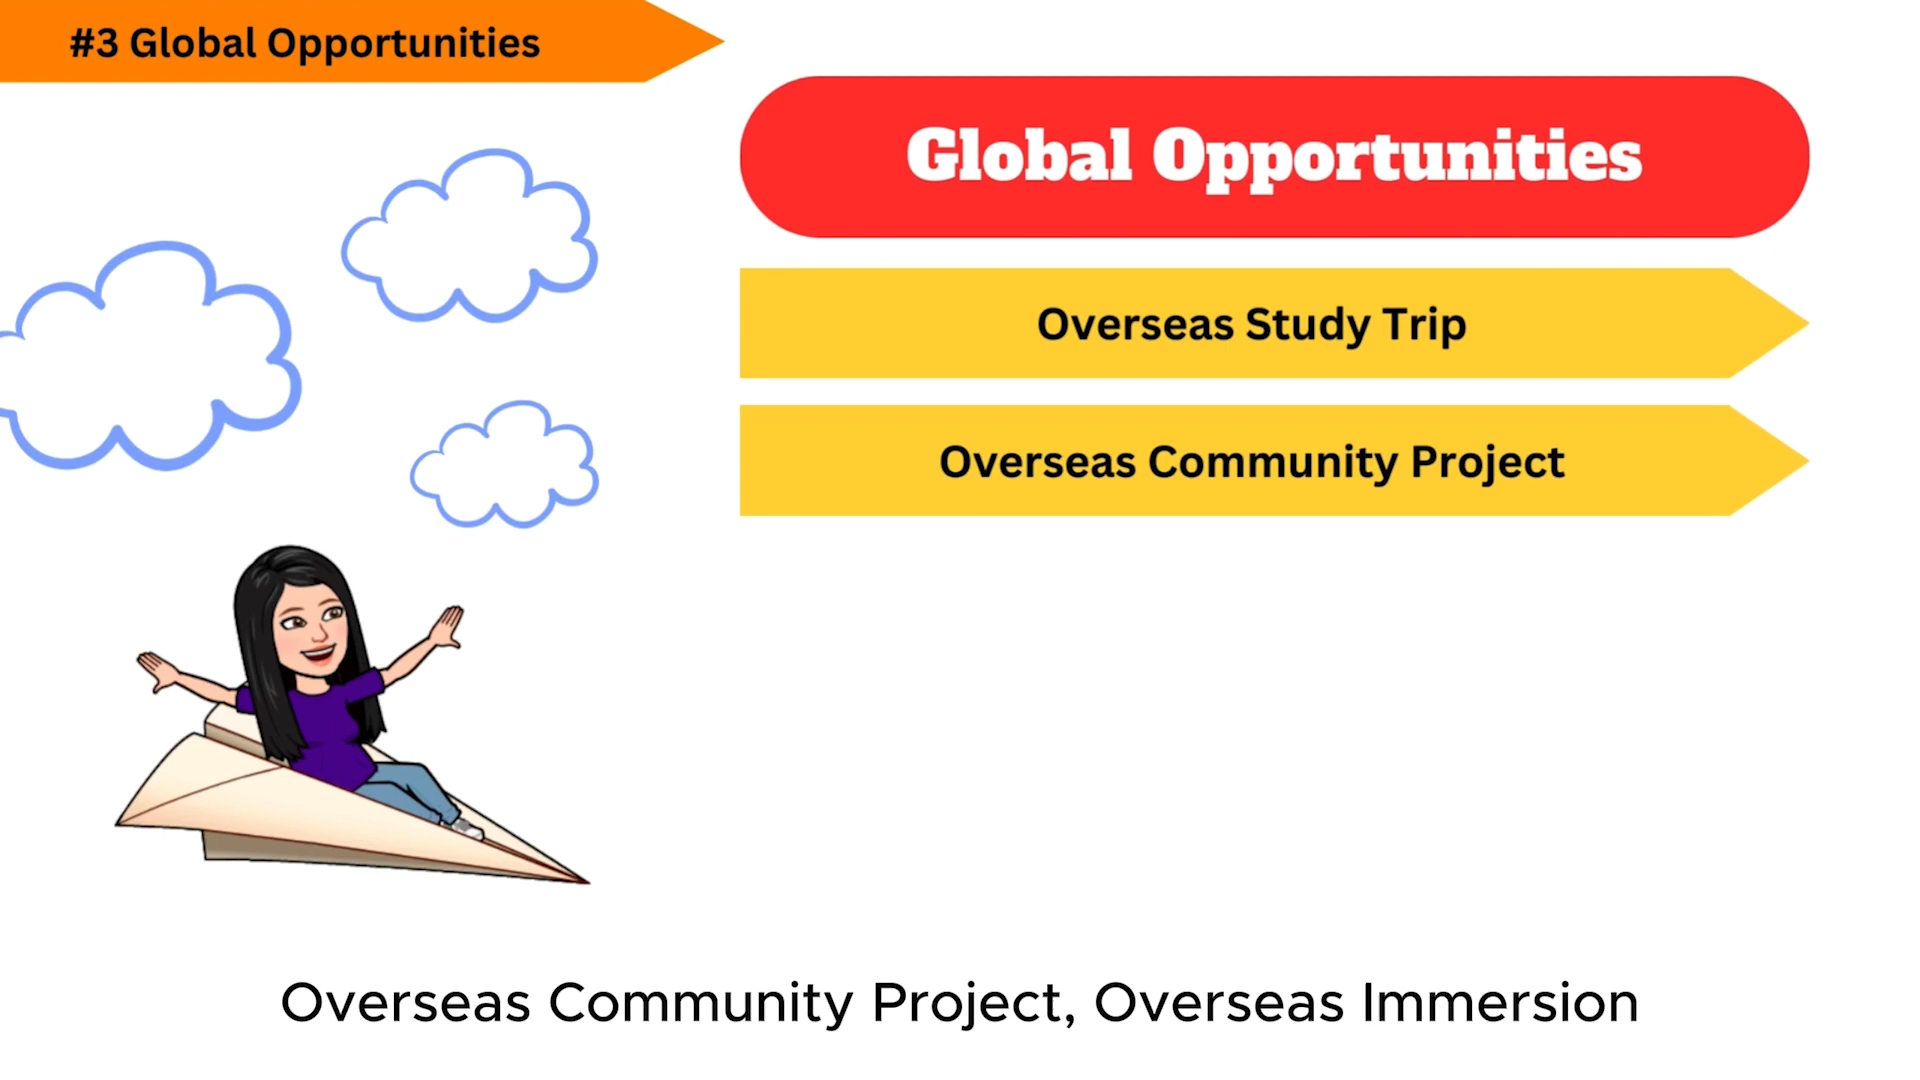 #3 Global Opportunities
Global Opportunities
Overseas Study Trip
Overseas Community Project
Overseas Community Project, Overseas Immersion